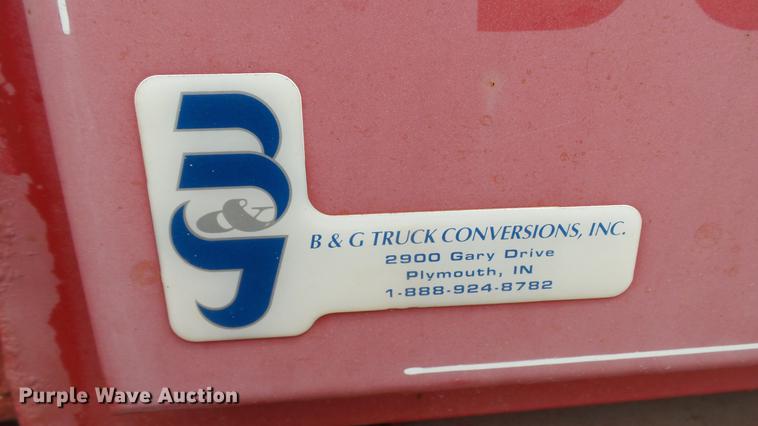 B & G
B & G TRUCK CONVERSIONS, INC.
2900 Gary Drive
Plymouth, IN
1-888-924-8782
Purple Wave Auction